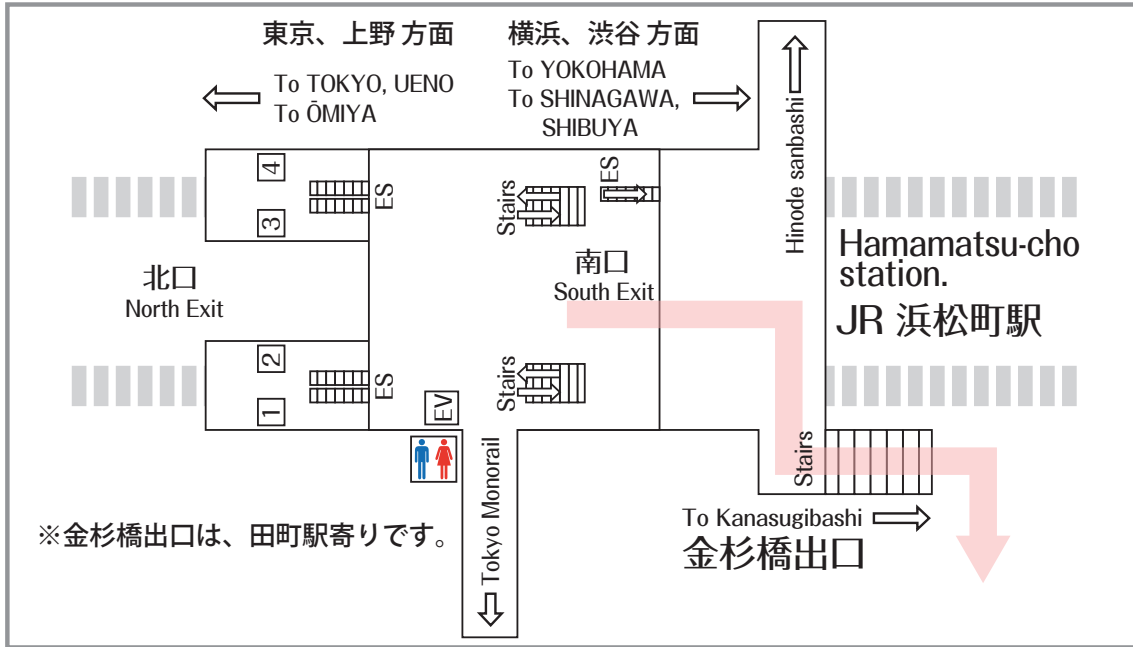 東京、上野 方面
To TOKYO, UENO
To ŌMIYA
横浜、渋谷 方面
To YOKOHAMA
To SHINAGAWA,
SHIBUYA
Hinode sanbashi
4
3
ES
Stairs
ES
北口
North Exit
南口
South Exit
Hamamatsu-cho
station.
JR 浜松町駅
2
1
ES
EV
Stairs
Stairs
Tokyo Monorail
To Kanasugibashi
金杉橋出口
※金杉橋出口は、田町駅寄りです。